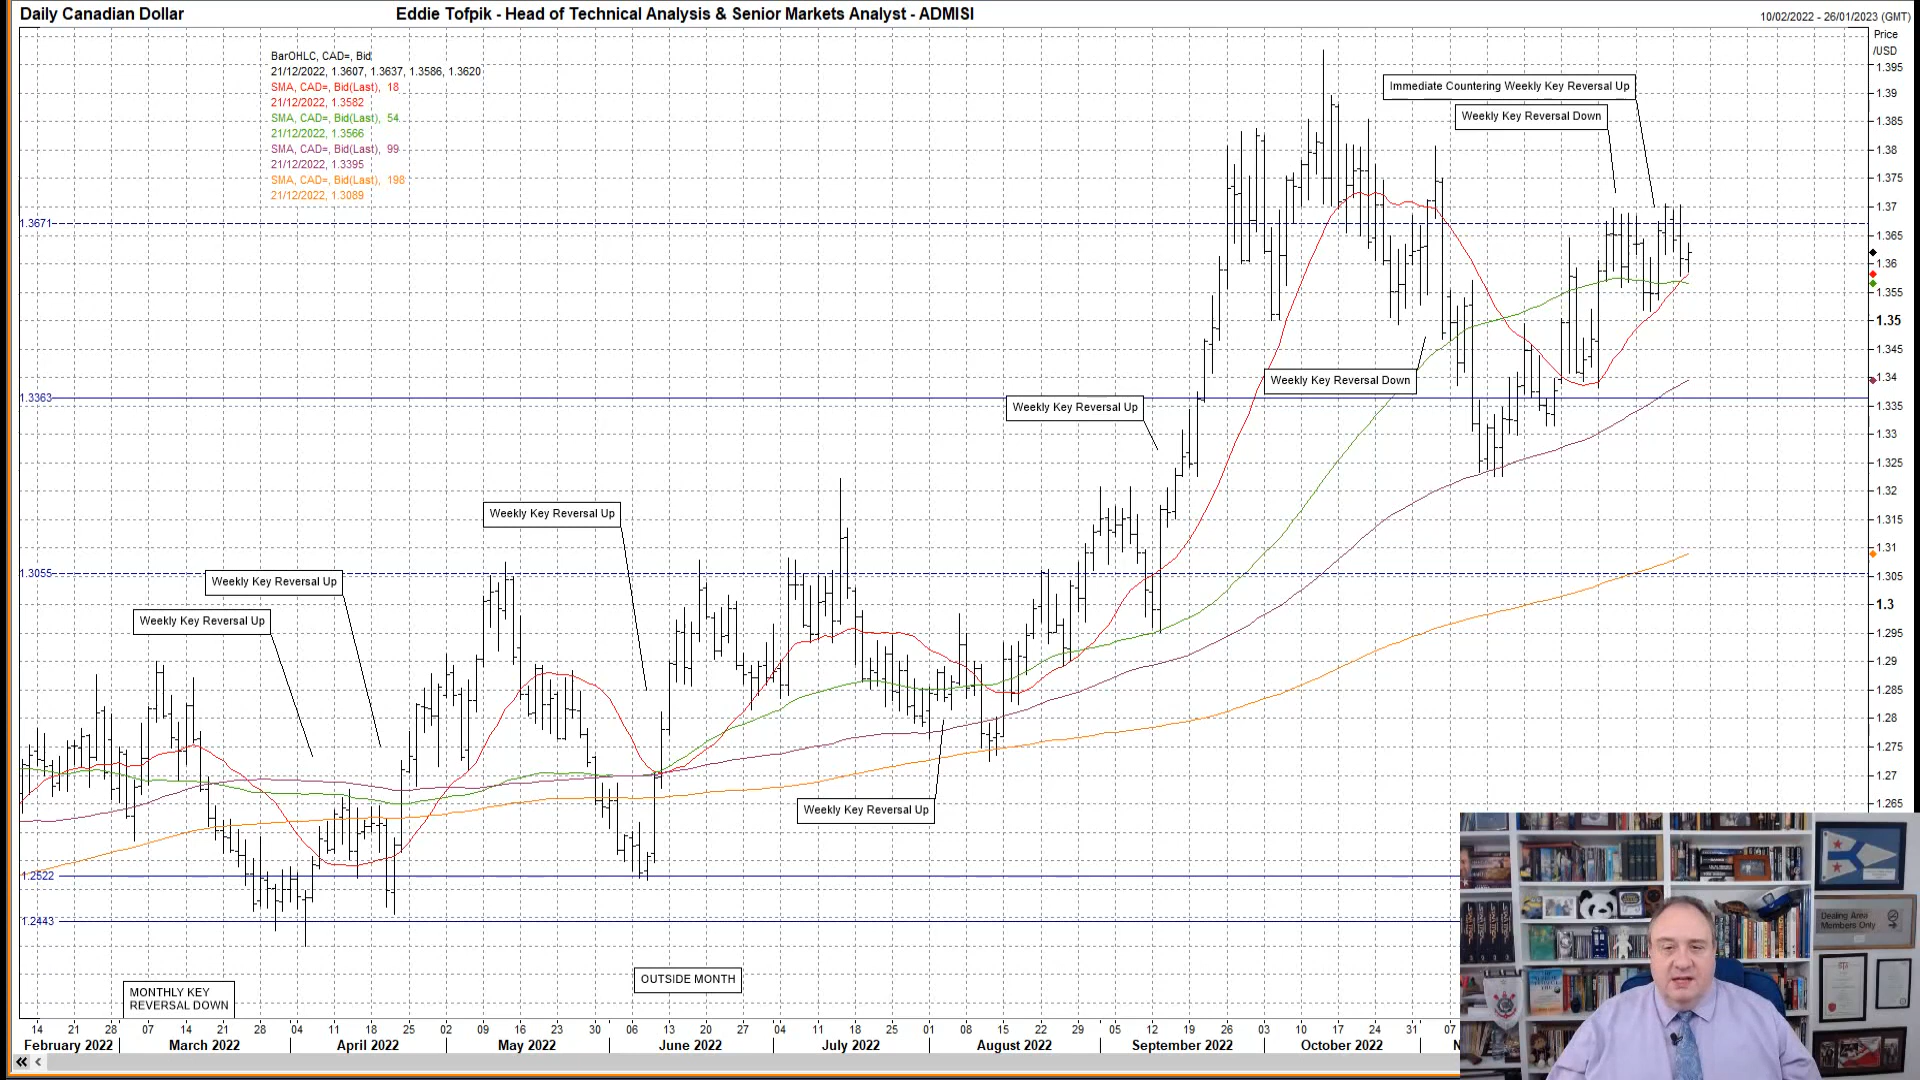 Daily Canadian Dollar
Eddie Tofpik - Head of Technical Analysis & Senior Markets Analyst - ADMISI
10/02/2022 - 26/01/2023 (GMT)
Price
/USD
BarOHLC, CAD=, Bid
21/12/2022, 1.3607, 1.3637, 1.3586, 1.3620
SMA, CAD=, Bid(Last), 18
21/12/2022, 1.3582
SMA, CAD=, Bid(Last), 54
21/12/2022, 1.3566
SMA, CAD=, Bid(Last), 99
21/12/2022, 1.3395
SMA, CAD=, Bid(Last), 198
21/12/2022, 1.3089
Immediate Countering Weekly Key Reversal Up
Weekly Key Reversal Down
1.3671
Weekly Key Reversal Down
1.3363
Weekly Key Reversal Up
Weekly Key Reversal Up
1.3055
Weekly Key Reversal Up
Weekly Key Reversal Up
Weekly Key Reversal Up
1.2522
1.2443
OUTSIDE MONTH
MONTHLY KEY
REVERSAL DOWN
1.395
1.39
1.385
1.38
1.375
1.37
1.365
1.36
1.355
1.35
1.345
1.34
1.335
1.33
1.325
1.32
1.315
1.31
1.305
1.3
1.295
1.29
1.285
1.28
1.275
1.27
1.265
14 21 28 07 14 21 28 04 11 18 25 02 09 16 23 30 06 13 20 27 04 11 18 25 01 08 15 22 29 05 12 19 26 03 10 17 24 31 07
February 2022 March 2022 April 2022 May 2022 June 2022 July 2022 August 2022 September 2022 October 2022 N
Dealing Area
Members Only